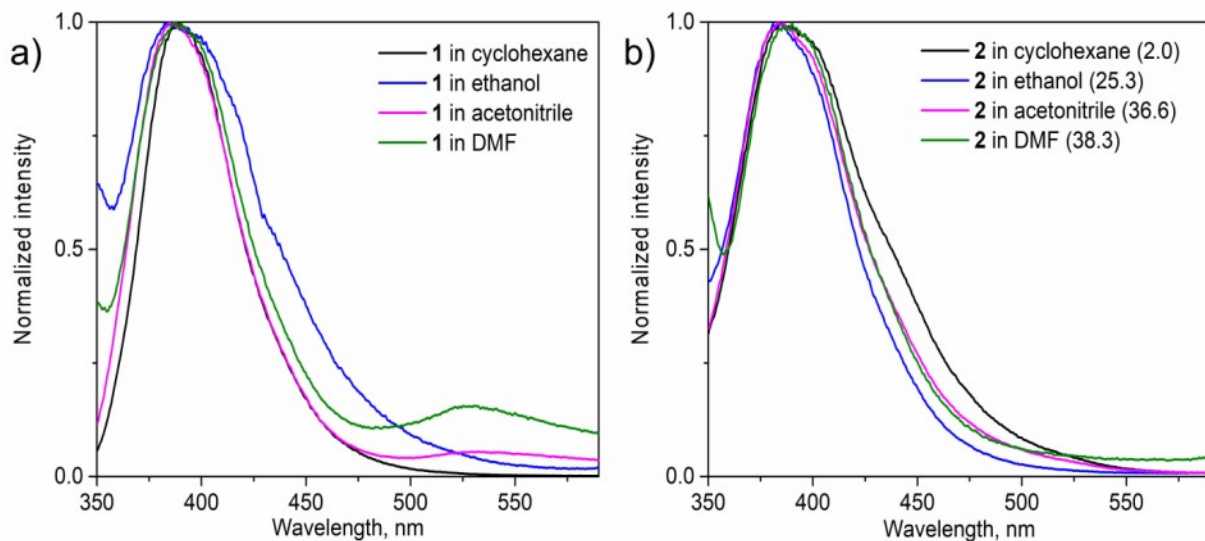 a)
1 in cyclohexane
1 in ethanol
1 in acetonitrile
1 in DMF
Normalized intensity
1.0
0.5
0.0
350 400 450 500 550
Wavelength, nm
b)
2 in cyclohexane (2.0)
2 in ethanol (25.3)
2 in acetonitrile (36.6)
2 in DMF (38.3)
Normalized intensity
1.0
0.5
0.0
350 400 450 500 550
Wavelength, nm